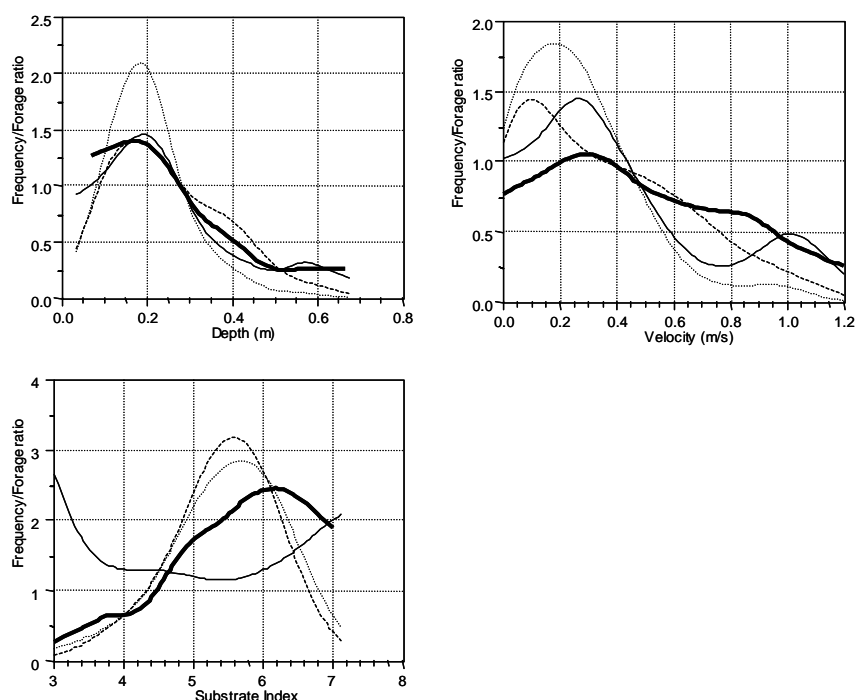 Frequency/Forage ratio
2.5
2.0
1.5
1.0
0.5
0.0
0.0 0.2 0.4 0.6 0.8
Depth (m)
Frequency/Forage ratio
2.0
1.5
1.0
0.5
0.0
0.0 0.2 0.4 0.6 0.8 1.0 1.2
Velocity (m/s)
Frequency/Forage ratio
4
3
2
1
0
3 4 5 6 7 8
Substrate Index